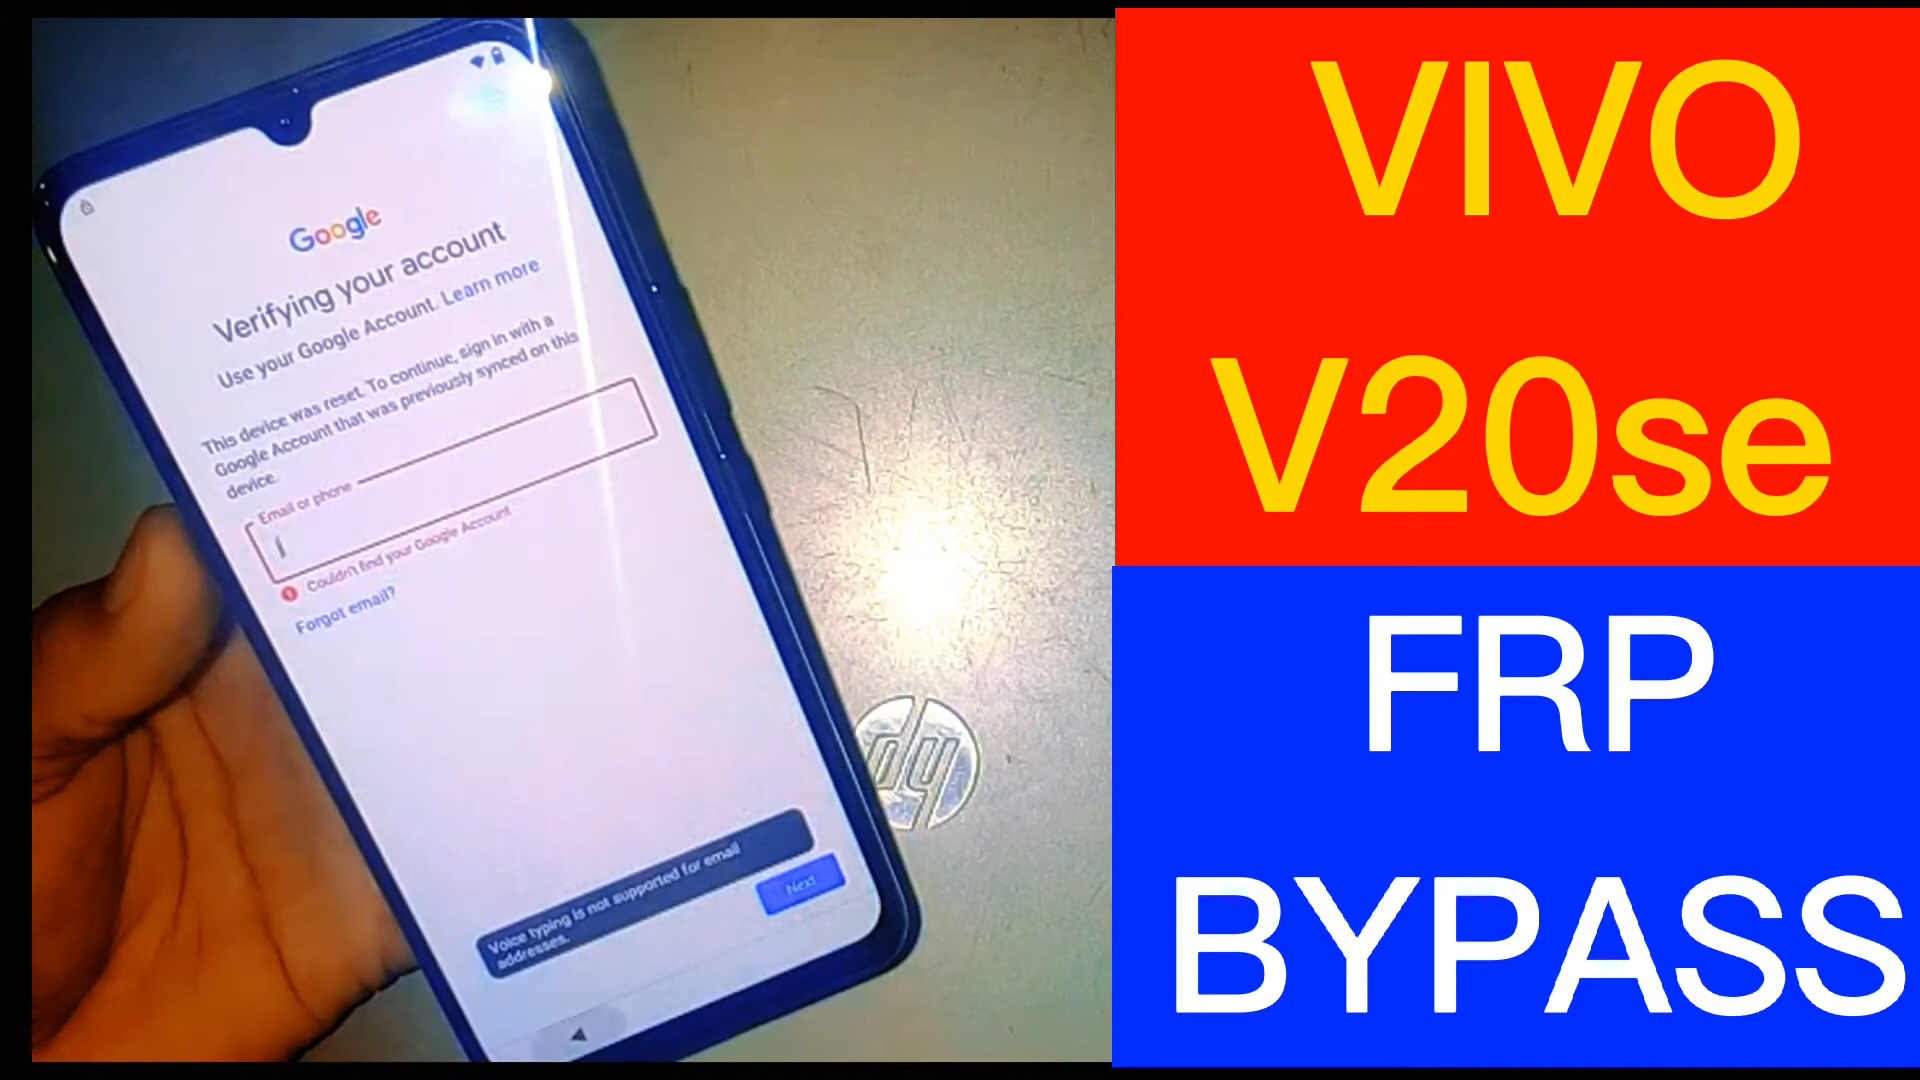 Google
Verifying your account
Use your Google Account. Learn more
This device was reset. To continue, sign in with a
Google Account that was previously synced on this
device.
Email or phone
Couldn't find your Google Account
Forgot email?
Voice typing is not supported for email
addresses.
Next
hp
VIVO
V20se
FRP
BYPASS